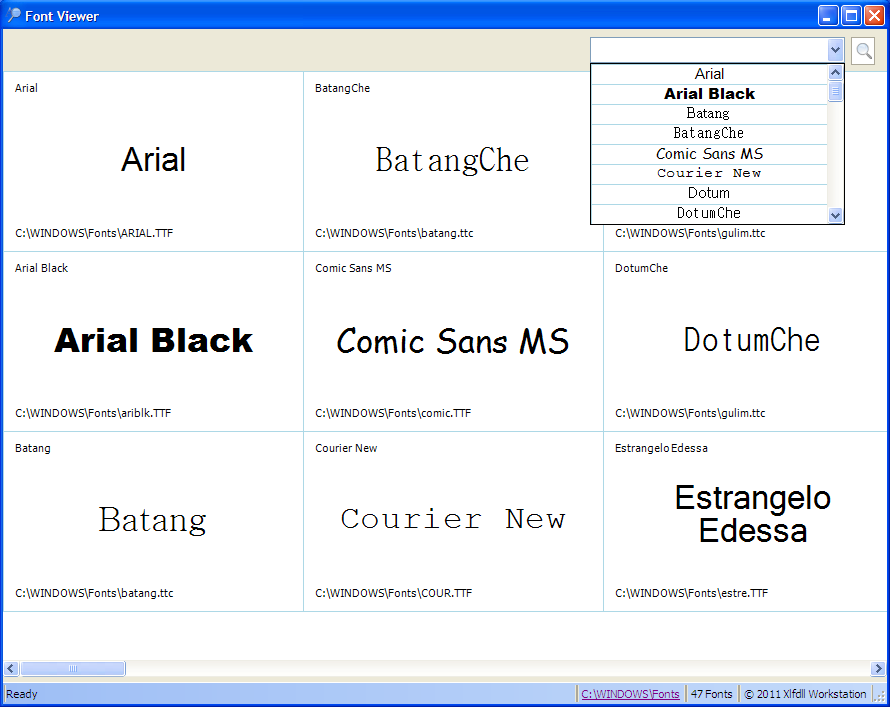 Font Viewer
Arial
Arial Black
Batang
BatangChe
Comic Sans MS
Courier New
Dotum
DotumChe
Arial
Arial
C:\WINDOWS\Fonts\ARIAL.TTF
BatangChe
BatangChe
C:\WINDOWS\Fonts\batang.ttc
C:\WINDOWS\Fonts\gulim.ttc
Arial Black
Arial Black
C:\WINDOWS\Fonts\ariblk.TTF
Comic Sans MS
Comic Sans MS
C:\WINDOWS\Fonts\comic.TTF
DotumChe
DotumChe
C:\WINDOWS\Fonts\gulim.ttc
Batang
Batang
C:\WINDOWS\Fonts\batang.ttc
Courier New
Courier New
C:\WINDOWS\Fonts\COUR.TTF
Estrangelo Edessa
Estrangelo
Edessa
C:\WINDOWS\Fonts\estre.TTF
Ready
C:\WINDOWS\Fonts
47 Fonts
© 2011 Xlfdll Workstation